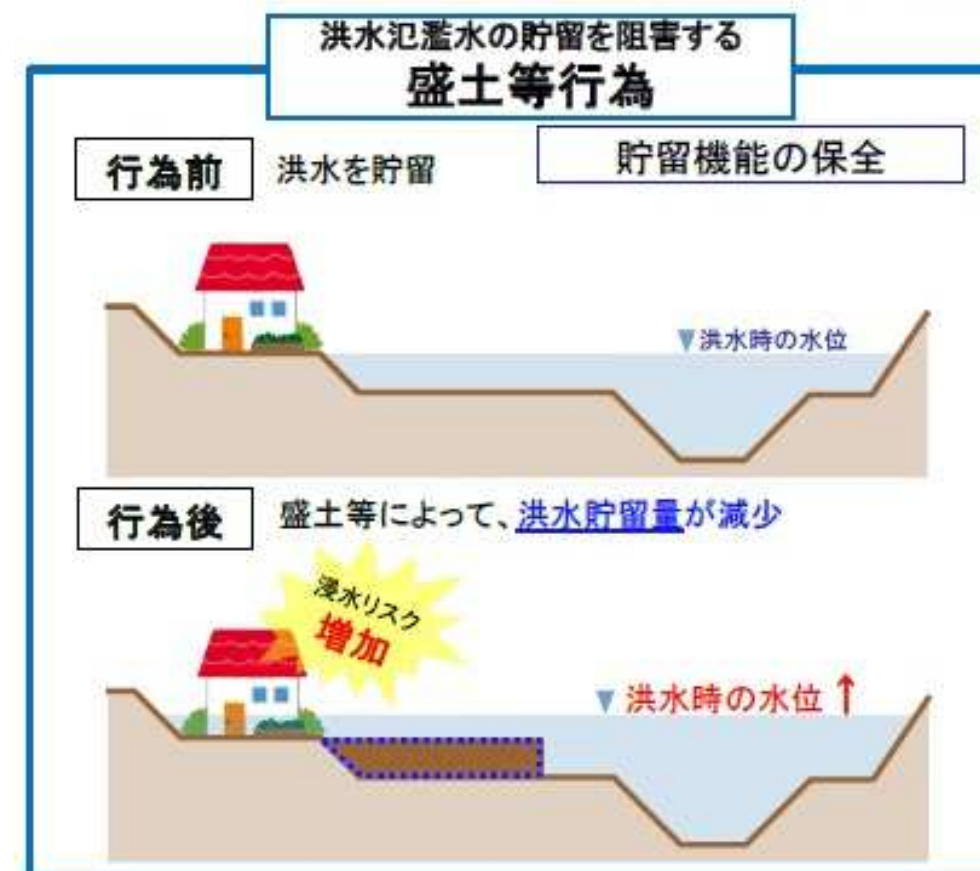 洪水氾濫水の貯留を阻害する
盛土等行為
行為前
洪水を貯留
貯留機能の保全
▼洪水時の水位
行為後
盛土等によって、洪水貯留量が減少
浸水リスク
増加
▼洪水時の水位↑